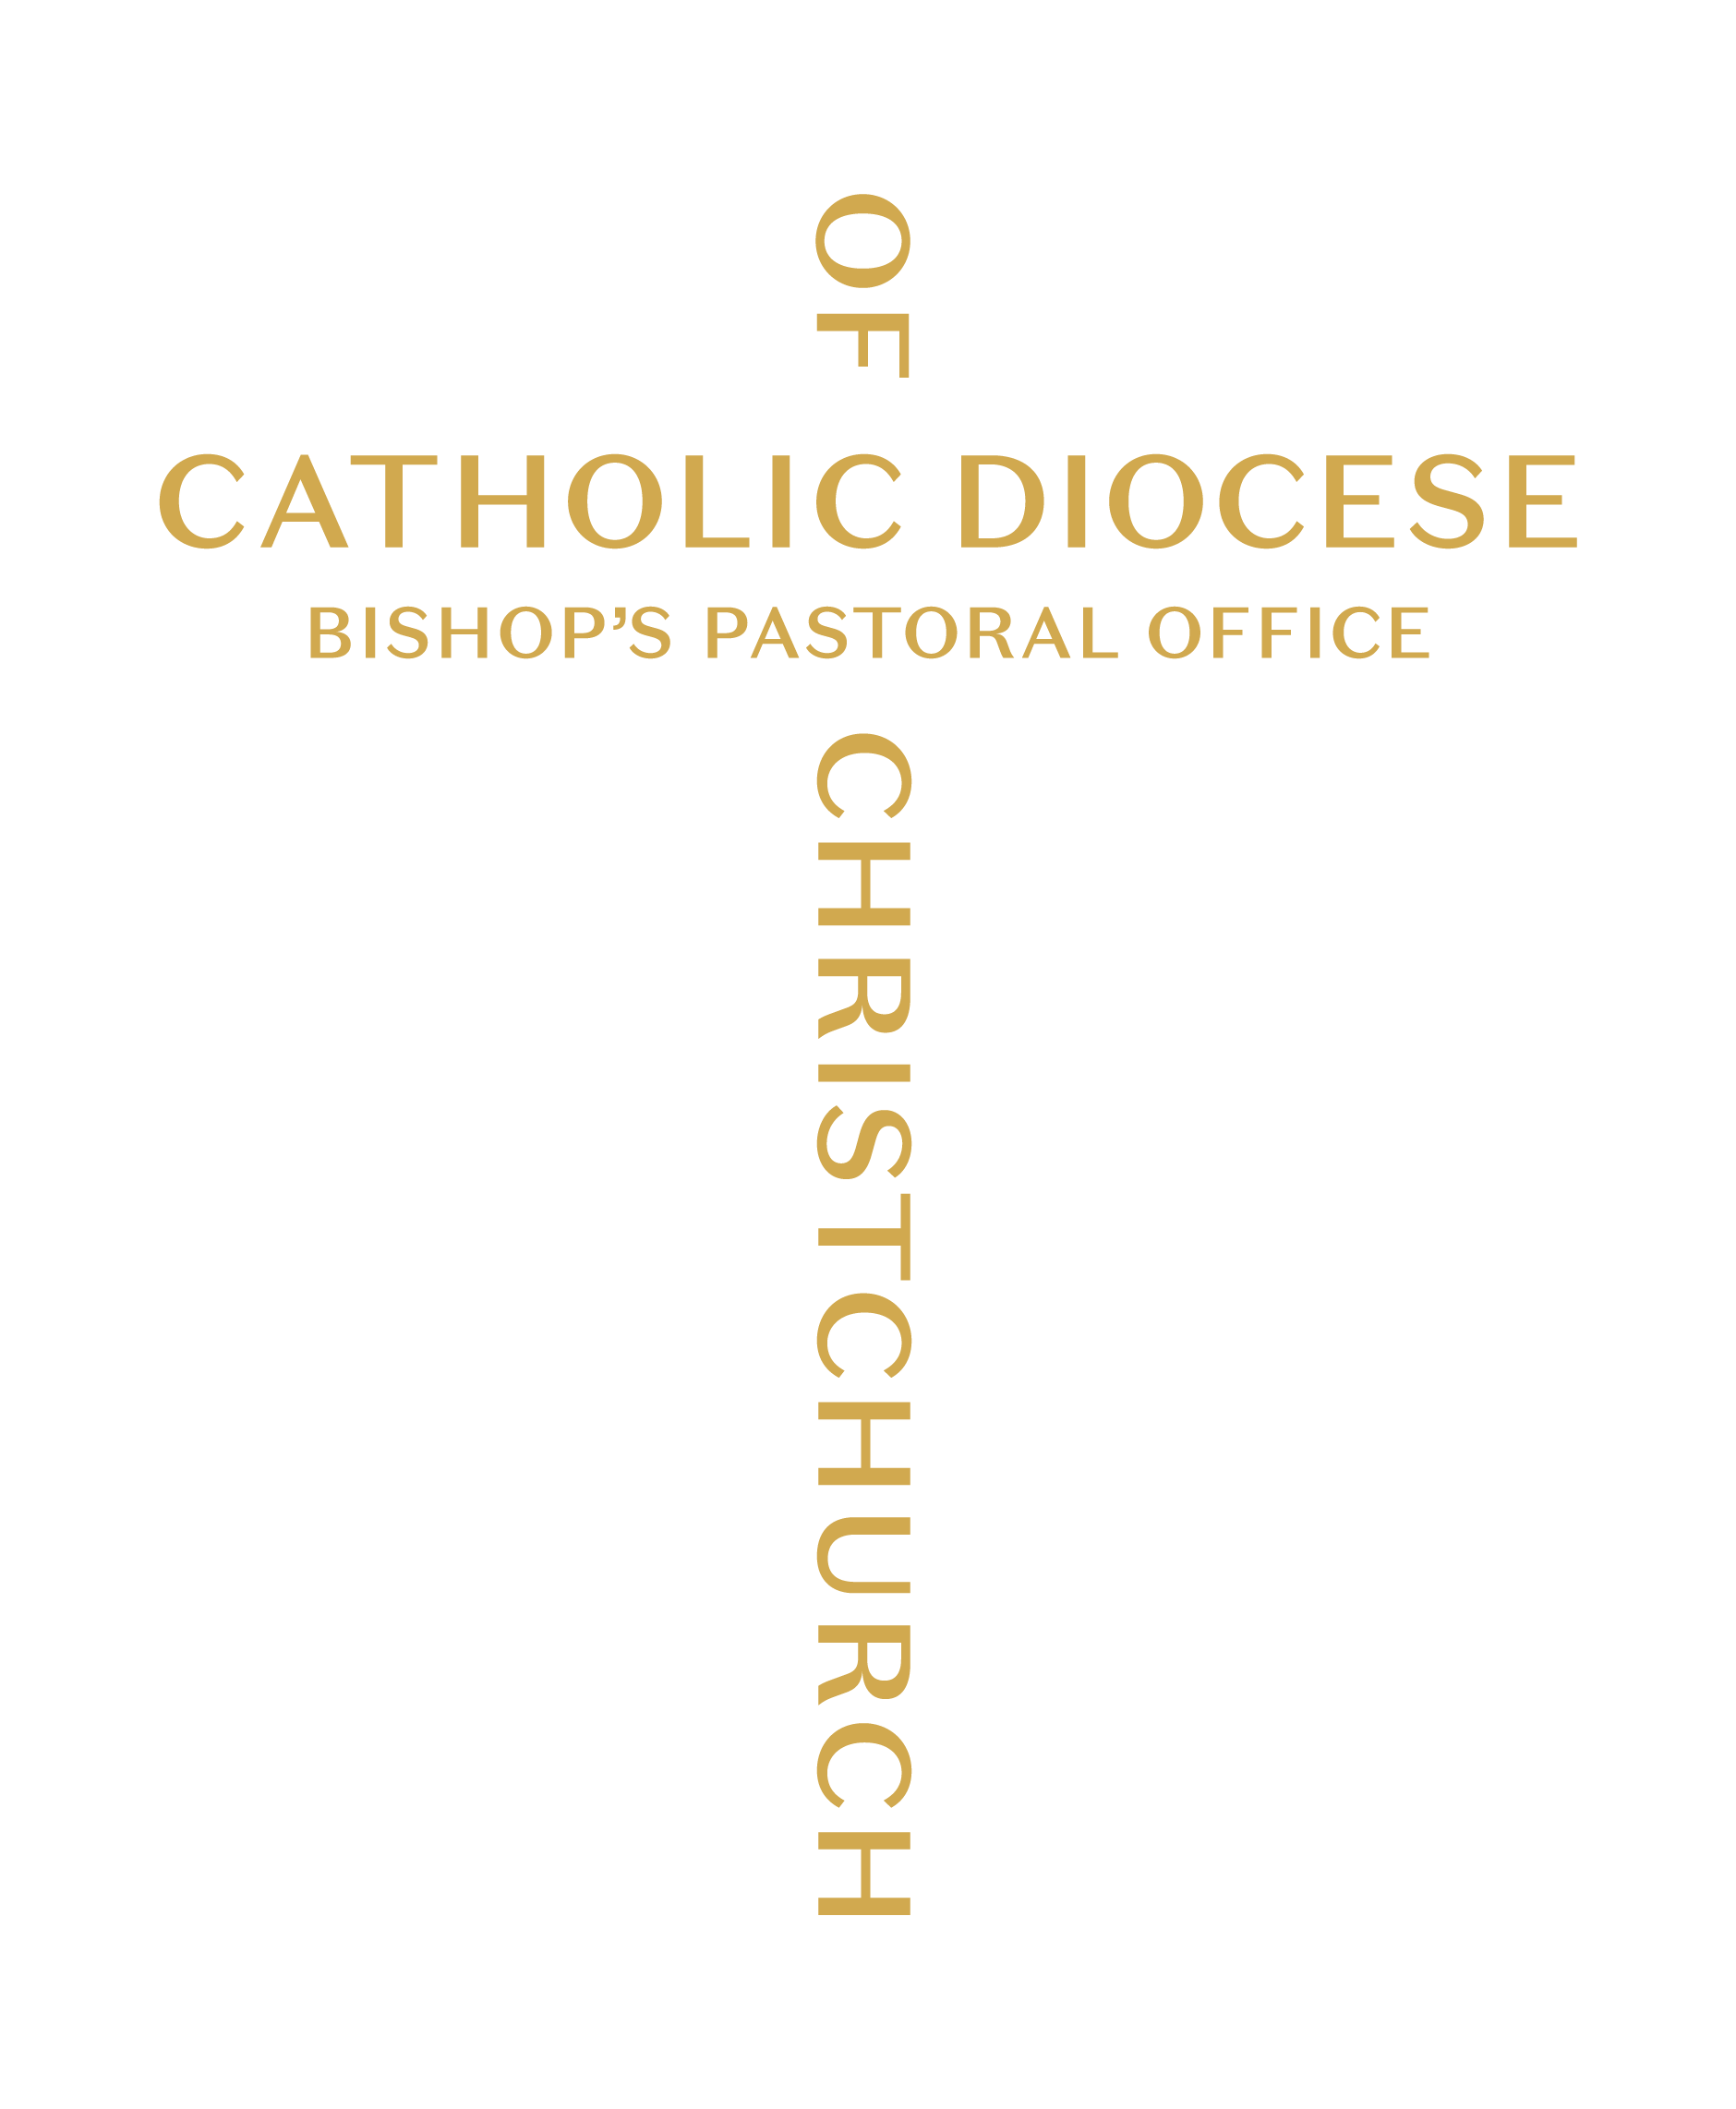 OF
CATHOLIC DIOCESE
BISHOP'S PASTORAL OFFICE
CHRISTCHURCH